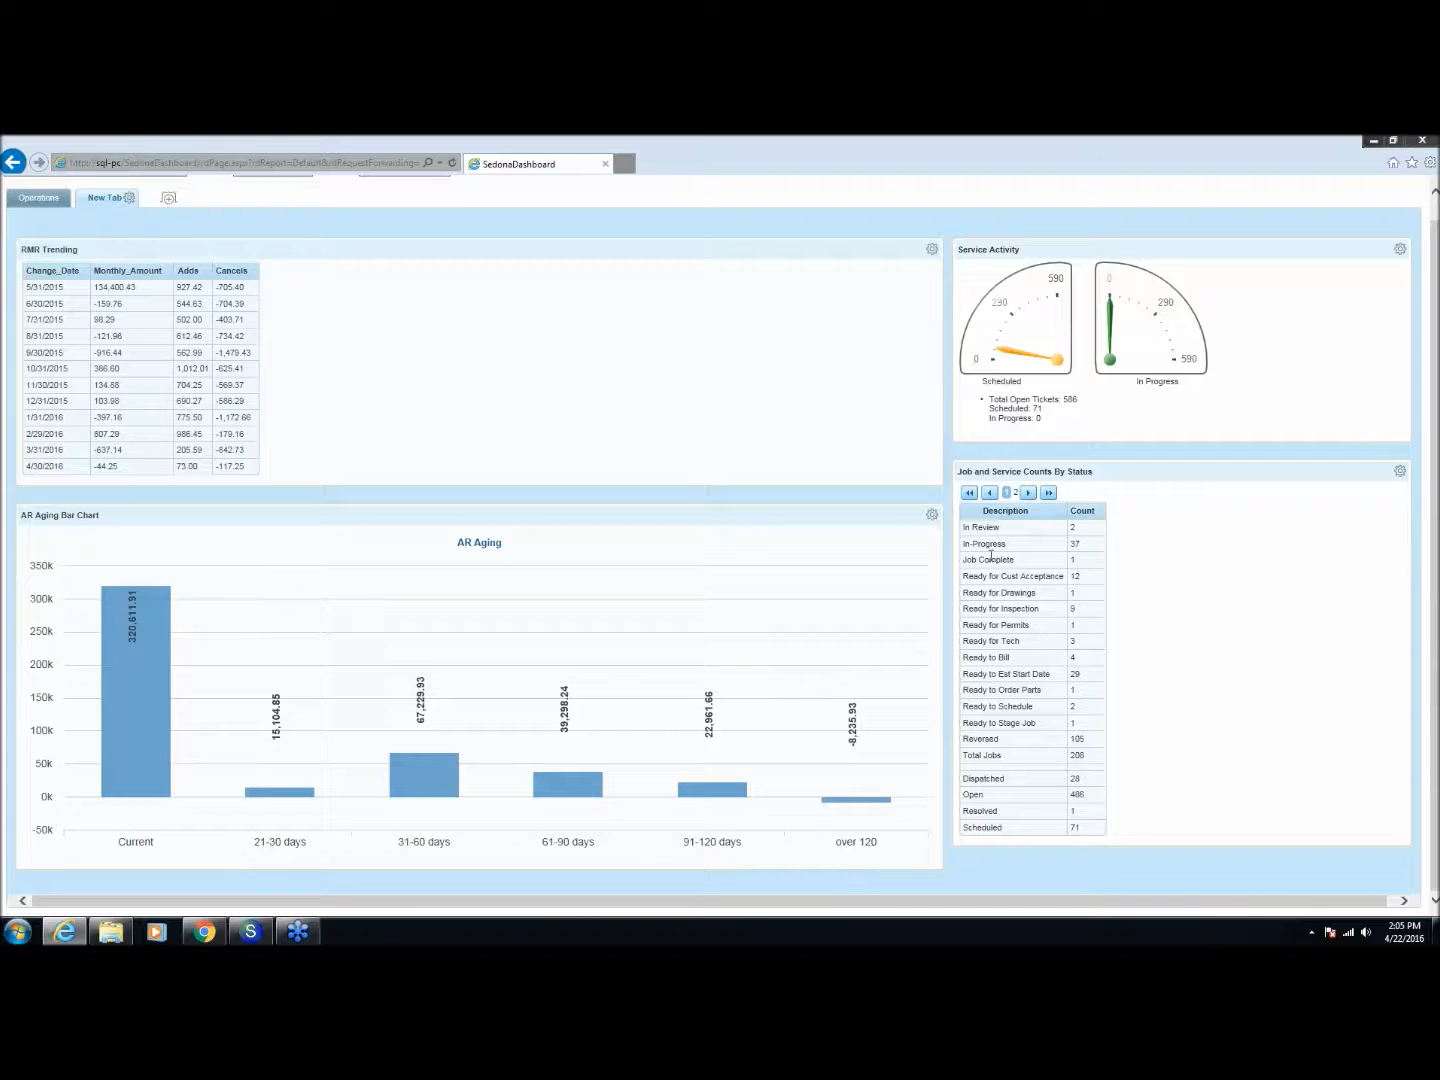 http://sql-pc/SedonaDashboard/rdPage.aspx?rdReport=Default&rdRequestForwarding=
SedonaDashboard
Operations
New Tab
RMR Trending
Change_Date Monthly_Amount Adds Cancels
5/31/2015 134,400.43 927.42 -705.40
6/30/2015 -159.76 544.63 -704.39
7/31/2015 98.29 502.00 -403.71
8/31/2015 -121.96 612.46 -734.42
9/30/2015 -916.44 562.99 -1,479.43
10/31/2015 386.60 1,012.01 -625.41
11/30/2015 134.88 704.25 -569.37
12/31/2015 103.98 690.27 -586.29
1/31/2016 -397.16 775.50 -1,172.66
2/29/2016 807.29 986.45 -179.16
3/31/2016 -637.14 205.59 -842.73
4/30/2016 -44.25 73.00 -117.25
Service Activity
0 290 590
Scheduled
0 290 590
In Progress
Total Open Tickets: 586
Scheduled: 71
In Progress: 0
AR Aging Bar Chart
AR Aging
350k
300k
250k
200k
150k
100k
50k
0k
-50k
320,611.91
15,104.85
67,229.93
39,298.24
22,961.66
-8,235.93
Current 21-30 days 31-60 days 61-90 days 91-120 days over 120
Job and Service Counts By Status
1 2
Description Count
In Review 2
In-Progress 37
Job Complete 1
Ready for Cust Acceptance 12
Ready for Drawings 1
Ready for Inspection 9
Ready for Permits 1
Ready for Tech 3
Ready to Bill 4
Ready to Est Start Date 29
Ready to Order Parts 1
Ready to Schedule 2
Ready to Stage Job 1
Reversed 105
Total Jobs 208
Dispatched 28
Open 486
Resolved 1
Scheduled 71
2:05 PM
4/22/2016